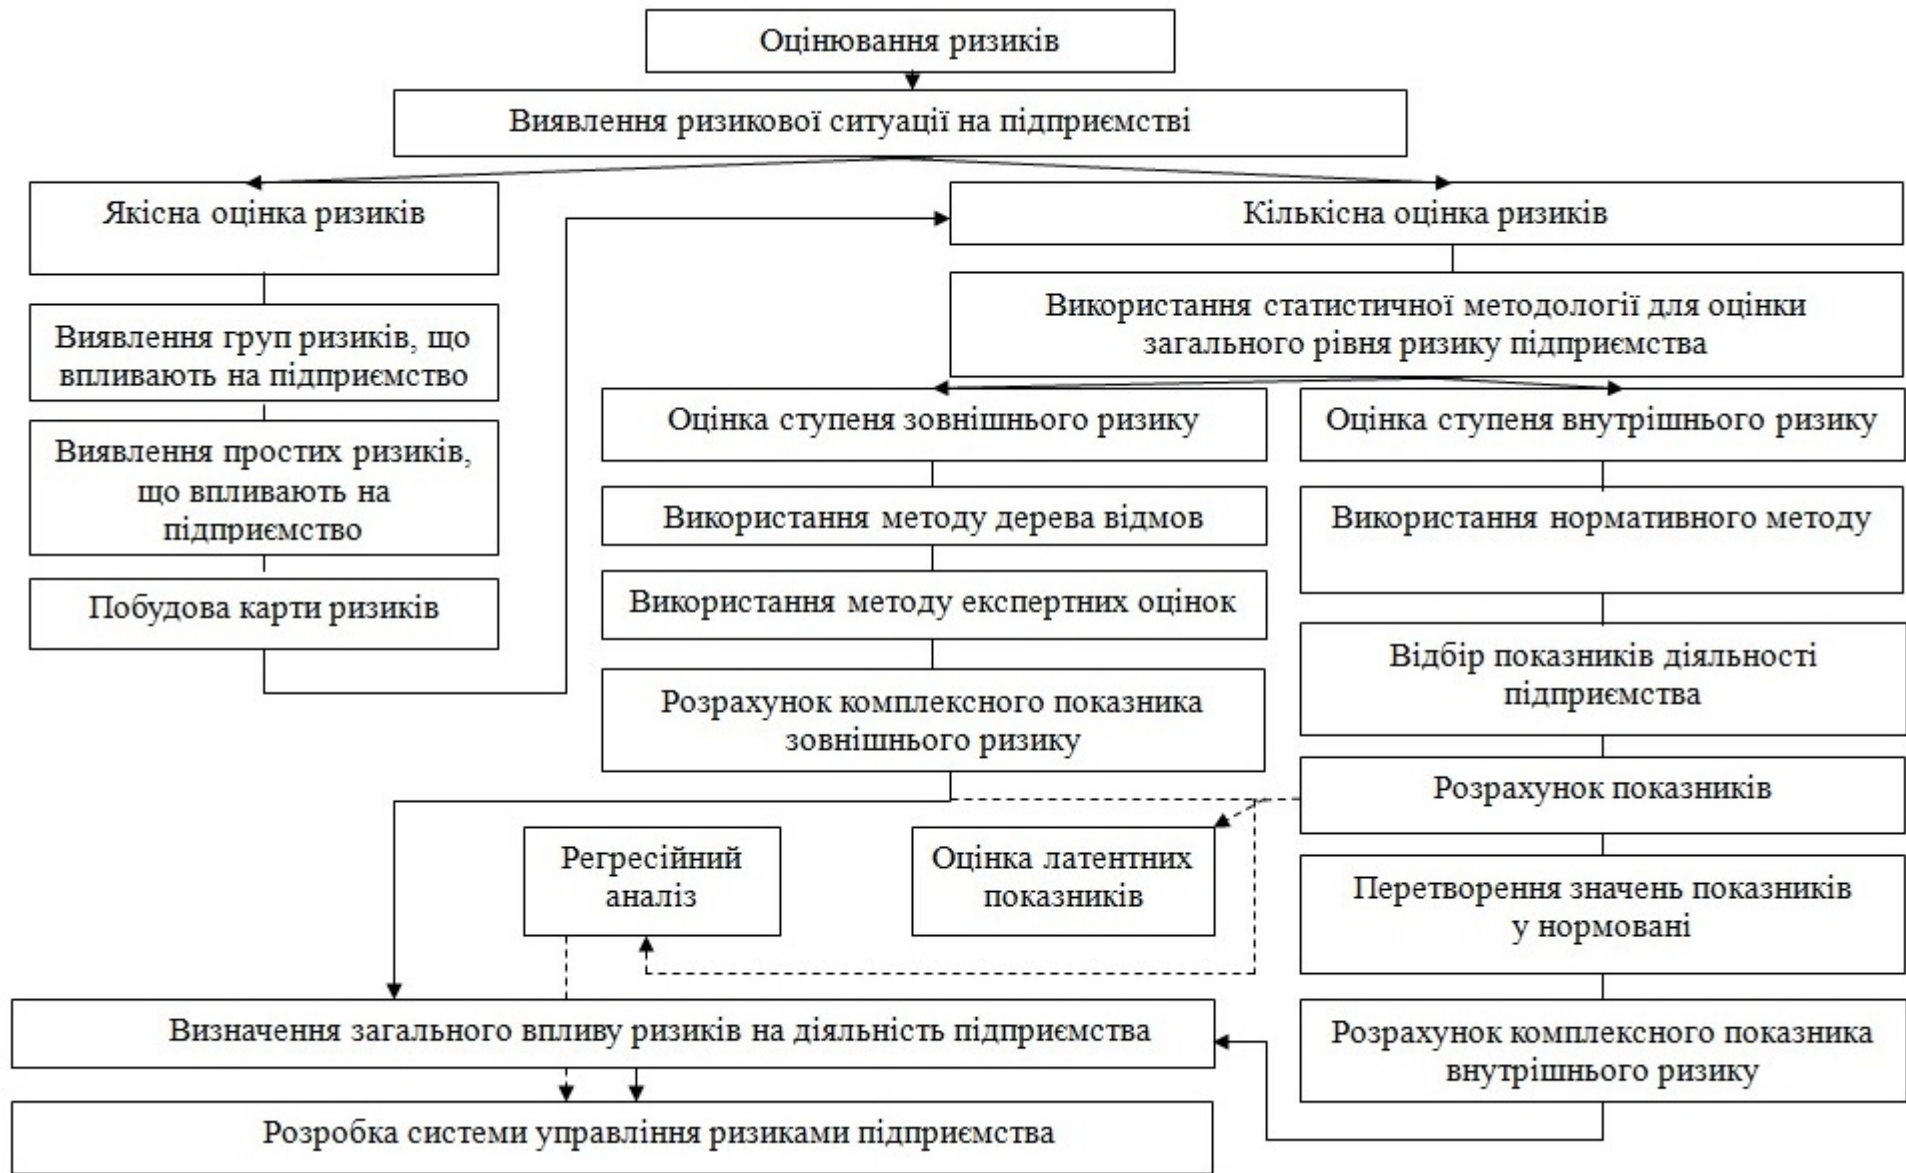 Оцінювання ризиків
Виявлення ризикової ситуації на підприємстві
Якісна оцінка ризиків
Кількісна оцінка ризиків
Виявлення груп ризиків, що
впливають на підприємство
Виявлення простих ризиків,
що впливають на
підприємство
Побудова карти ризиків
Використання статистичної методології для оцінки
загального рівня ризику підприємства
Оцінка ступеня зовнішнього ризику
Використання методу дерева відмов
Використання методу експертних оцінок
Розрахунок комплексного показника
зовнішнього ризику
Оцінка ступеня внутрішнього ризику
Використання нормативного методу
Відбір показників діяльності
підприємства
Розрахунок показників
Перетворення значень показників
у нормовані
Розрахунок комплексного показника
внутрішнього ризику
Регресійний
аналіз
Оцінка латентних
показників
Визначення загального впливу ризиків на діяльність підприємства
Розробка системи управління ризиками підприємства